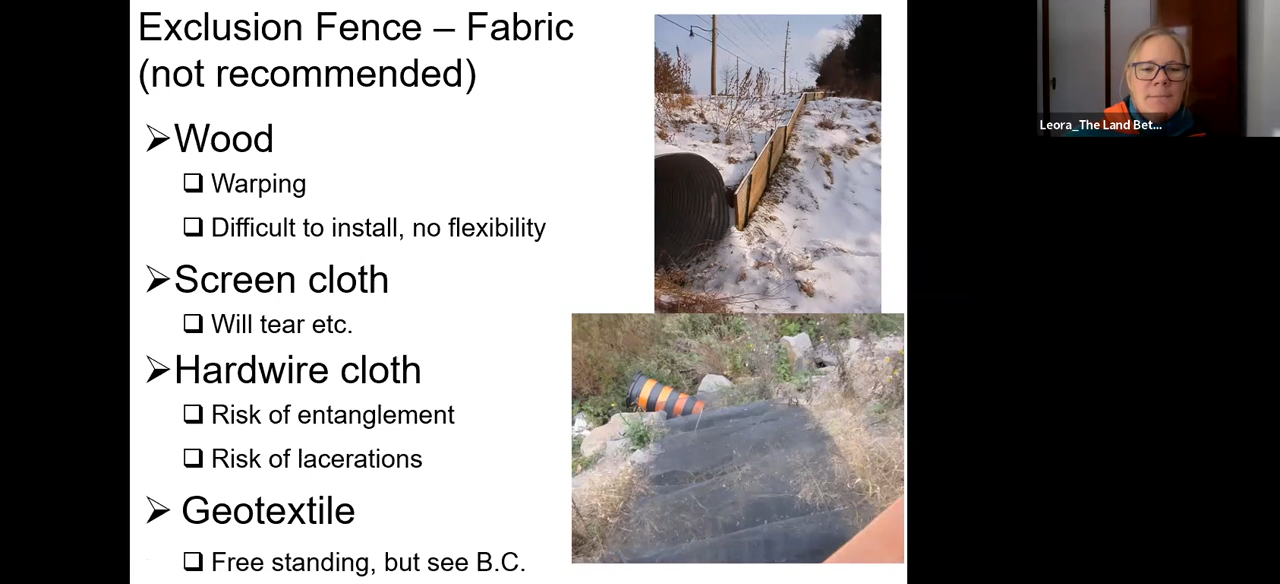 Exclusion Fence – Fabric
(not recommended)
➢Wood
❑ Warping
❑ Difficult to install, no flexibility
➢Screen cloth
❑ Will tear etc.
➢Hardwire cloth
❑ Risk of entanglement
❑ Risk of lacerations
➢ Geotextile
❑ Free standing, but see B.C.
Leora_The Land Bet...